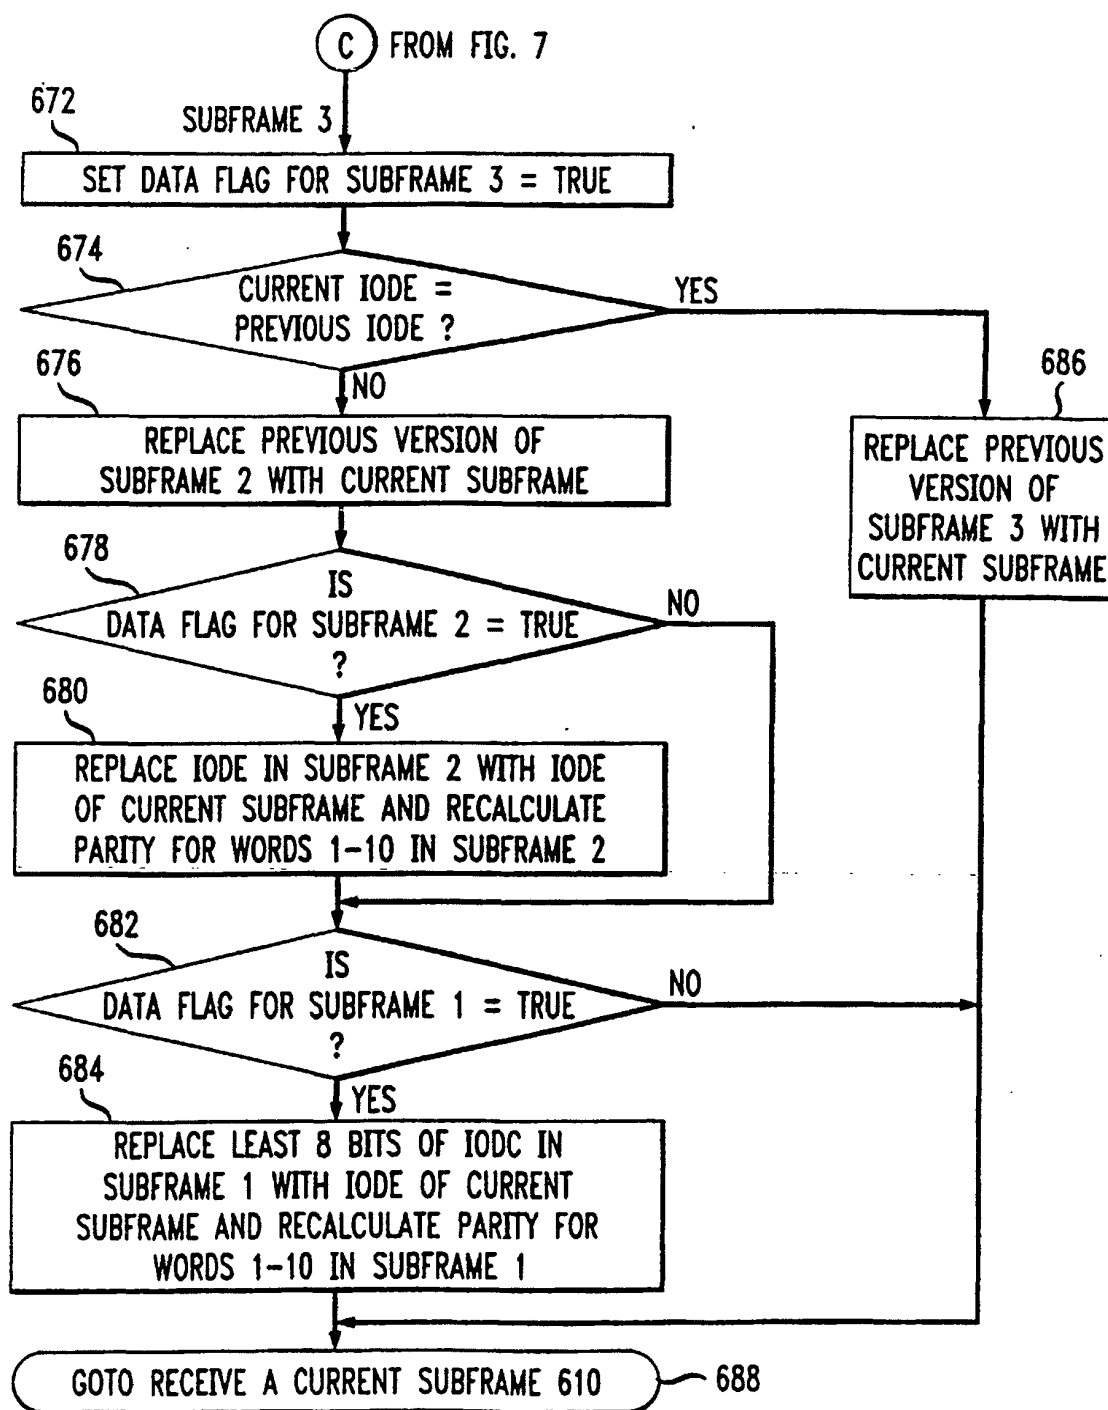 C FROM FIG. 7
672
SUBFRAME 3
SET DATA FLAG FOR SUBFRAME 3 = TRUE
674
CURRENT IODE =
PREVIOUS IODE ?
YES
NO
676
REPLACE PREVIOUS VERSION OF
SUBFRAME 2 WITH CURRENT SUBFRAME
686
REPLACE PREVIOUS
VERSION OF
SUBFRAME 3 WITH
CURRENT SUBFRAME
678
IS
DATA FLAG FOR SUBFRAME 2 = TRUE
?
NO
YES
680
REPLACE IODE IN SUBFRAME 2 WITH IODE
OF CURRENT SUBFRAME AND RECALCULATE
PARITY FOR WORDS 1-10 IN SUBFRAME 2
682
IS
DATA FLAG FOR SUBFRAME 1 = TRUE
?
NO
YES
684
REPLACE LEAST 8 BITS OF IODC IN
SUBFRAME 1 WITH IODE OF CURRENT
SUBFRAME AND RECALCULATE PARITY FOR
WORDS 1-10 IN SUBFRAME 1
GOTO RECEIVE A CURRENT SUBFRAME 610
688